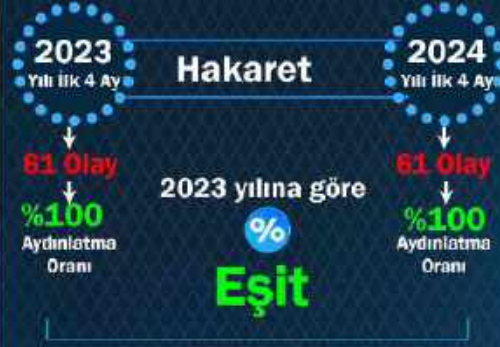 2023
Yılı İlk 4 Ay
Hakaret
2024
Yılı İlk 4 Ay
61 Olay
61 Olay
2023 yılına göre
%100
Aydınlatma
Oranı
%
%100
Aydınlatma
Oranı
Eşit